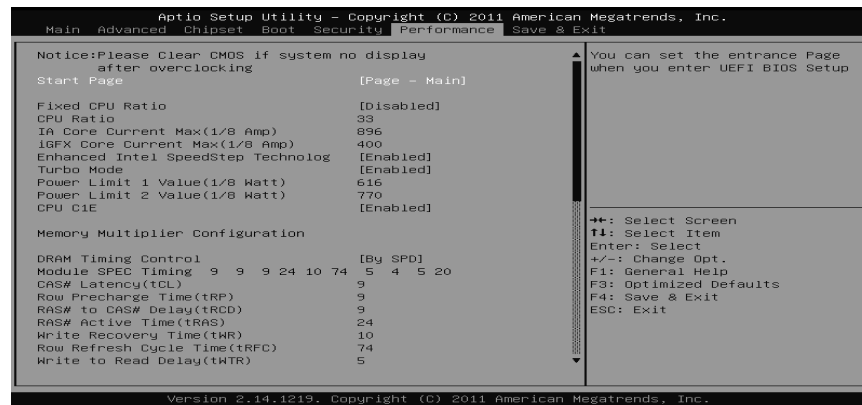 Aptio Setup Utility – Copyright (C) 2011 American Megatrends, Inc.
Main Advanced Chipset Boot Security Performance Save & Exit
Notice:Please Clear CMOS if system no display
after overclocking
Start Page [Page – Main]
Fixed CPU Ratio [Disabled]
CPU Ratio 33
IA Core Current Max(1/8 Amp) 896
iGFX Core Current Max(1/8 Amp) 400
Enhanced Intel SpeedStep Technolog [Enabled]
Turbo Mode [Enabled]
Power Limit 1 Value(1/8 Watt) 616
Power Limit 2 Value(1/8 Watt) 770
CPU C1E [Enabled]
Memory Multiplier Configuration
DRAM Timing Control [By SPD]
Module SPEC Timing 9 9 9 24 10 74 5 4 5 20
CAS# Latency(tCL) 9
Row Precharge Time(tRP) 9
RAS# to CAS# Delay(tRCD) 9
RAS# Active Time(tRAS) 24
Write Recovery Time(tWR) 10
Row Refresh Cycle Time(tRFC) 74
Write to Read Delay(tWTR) 5
You can set the entrance Page
when you enter UEFI BIOS Setup
→←: Select Screen
↑↓: Select Item
Enter: Select
+/–: Change Opt.
F1: General Help
F3: Optimized Defaults
F4: Save & Exit
ESC: Exit
Version 2.14.1219. Copyright (C) 2011 American Megatrends, Inc.